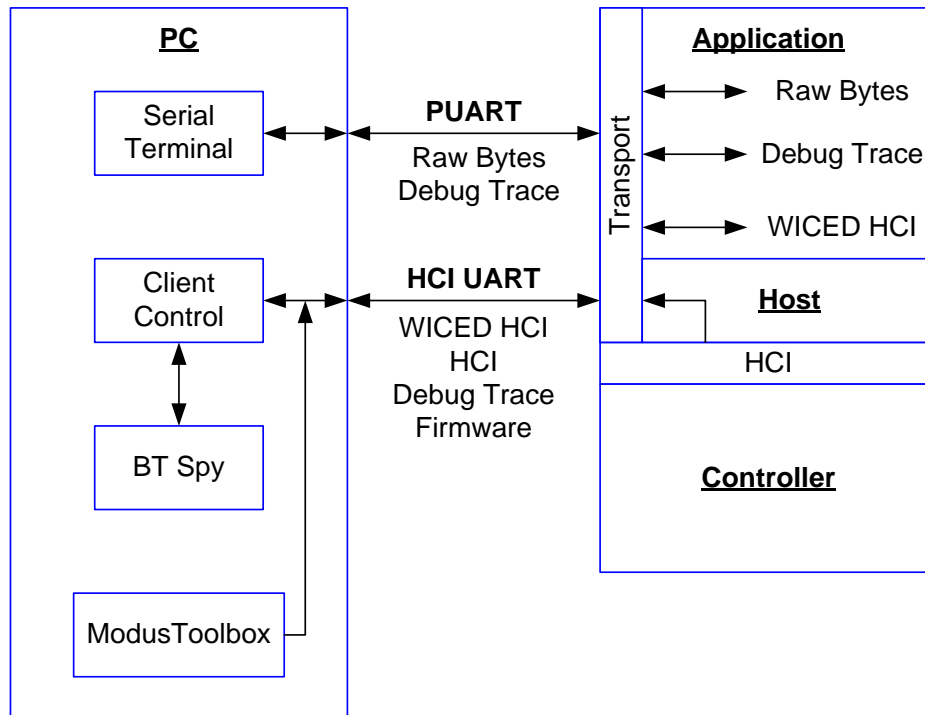 PC
Serial
Terminal
Client
Control
BT Spy
ModusToolbox
PUART
Raw Bytes
Debug Trace
HCI UART
WICED HCI
HCI
Debug Trace
Firmware
Transport
Application
Raw Bytes
Debug Trace
WICED HCI
Host
HCI
Controller